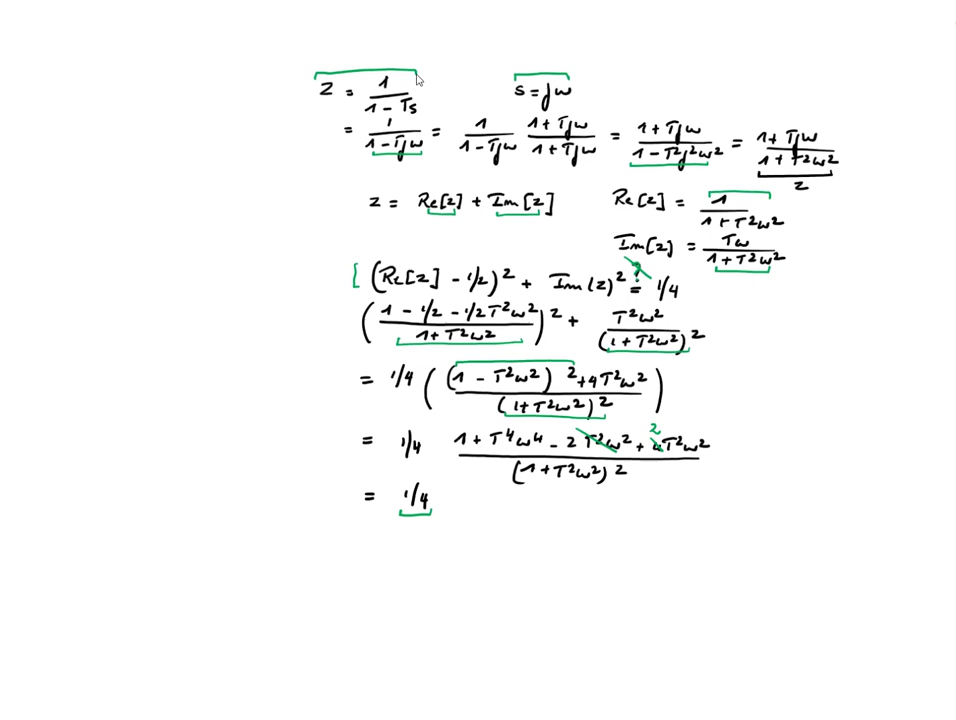 z = 1/(1 - Ts)    s = jω
= 1/(1 - Tjω) = 1/(1 - Tjω) (1 + Tjω)/(1 + Tjω) = (1 + Tjω)/(1 - T²j²ω²) = (1 + Tjω)/(1 + T²ω²)
z
z = Re[z] + Im[z]    Re[z] = 1/(1 + T²ω²)
Im[z] = Tω/(1 + T²ω²)
[ (Re[z] - 1/2)² + Im(z)² ?= 1/4
((1 - 1/2 - 1/2T²ω²)/(1 + T²ω²))² + T²ω²/(1 + T²ω²)²
= 1/4 (((1 - T²ω²)² + 4T²ω²)/(1 + T²ω²)²)
= 1/4 (1 + T⁴ω⁴ - 2T²ω² + 2 4T²ω²)/(1 + T²ω²)²
= 1/4